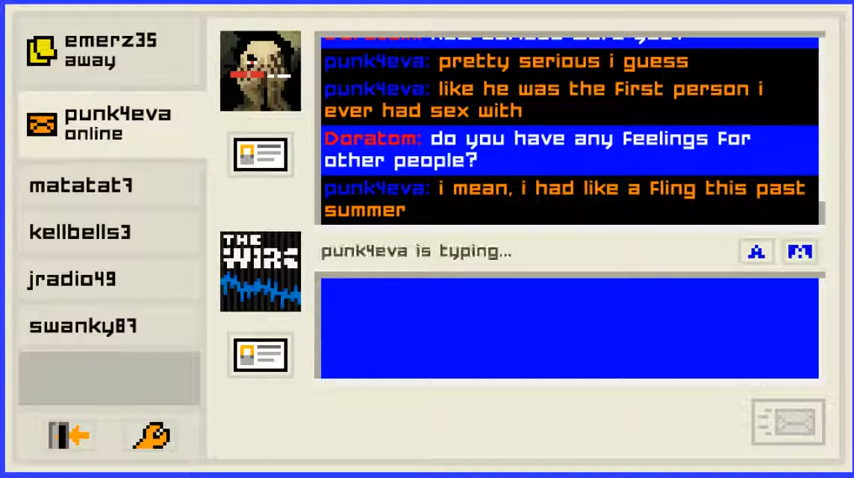 emerz35
away
punk4eva
online
matatat7
kellbells3
jradio49
swanky87
punk4eva: pretty serious i guess
punk4eva: like he was the first person i
ever had sex with
Doratom: do you have any feelings for
other people?
punk4eva: i mean, i had like a fling this past
summer
THE
WIRE
punk4eva is typing...
A